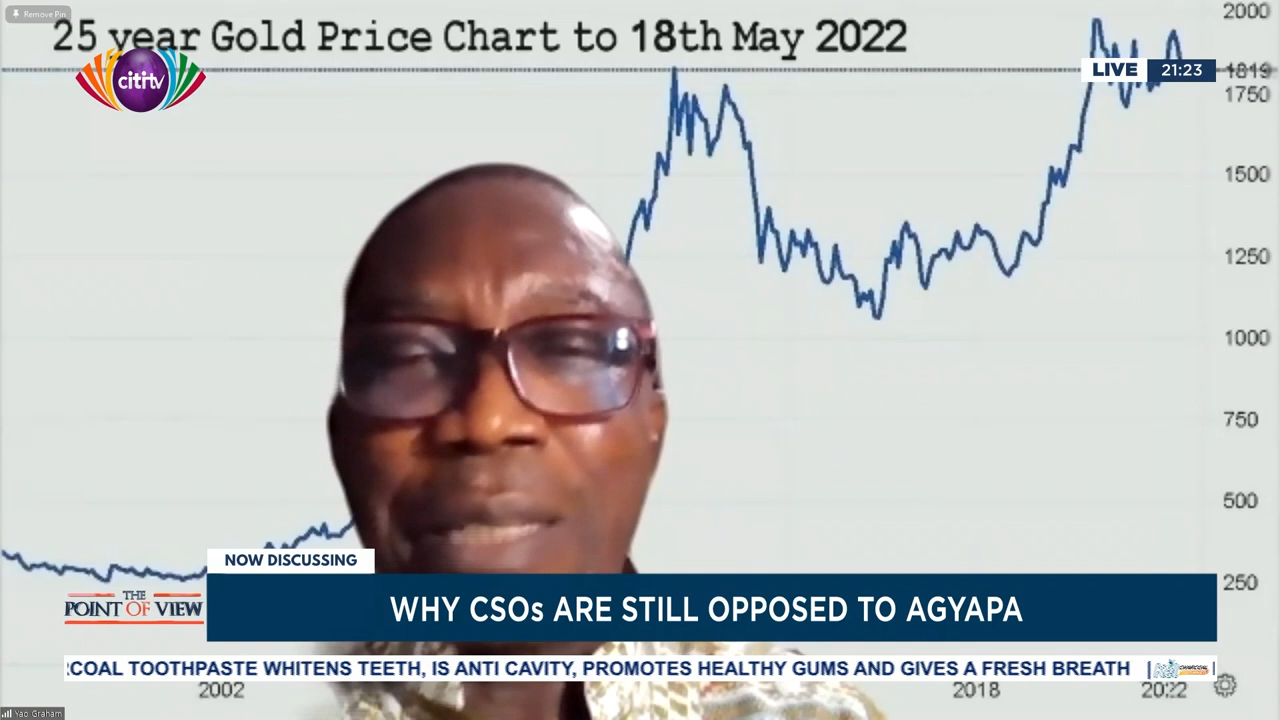 Remove Pin
25 year Gold Price Chart to 18th May 2022
cititv
LIVE 21:23
2000
1819
1750
1500
1250
1000
750
500
250
NOW DISCUSSING
THE
POINT OF VIEW
WHY CSOs ARE STILL OPPOSED TO AGYAPA
COAL TOOTHPASTE WHITENS TEETH, IS ANTI CAVITY, PROMOTES HEALTHY GUMS AND GIVES A FRESH BREATH
2002
2018
2022
Yao Graham